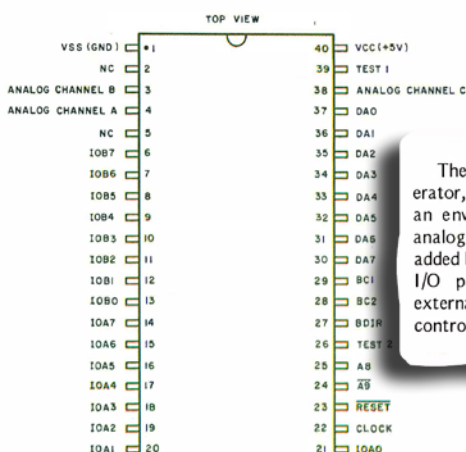 TOP VIEW
VSS (GND) 1 40 VCC (+5V)
NC 2 39 TEST 1
ANALOG CHANNEL B 3 38 ANALOG CHANNEL C
ANALOG CHANNEL A 4 37 DA0
NC 5 36 DA1
IOB7 6 35 DA2
IOB6 7 34 DA3
IOB5 8 33 DA4
IOB4 9 32 DA5
IOB3 10 31 DA6
IOB2 11 30 DA7
IOB1 12 29 BC1
IOB0 13 28 BC2
IOA7 14 27 BDIR
IOA6 15 26 TEST 2
IOA5 16 25 A8
IOA4 17 24 A9
IOA3 18 23 RESET
IOA2 19 22 CLOCK
IOA1 20 21 IOA0
The
erator,
an env
analog
added
I/O p
externa
contro